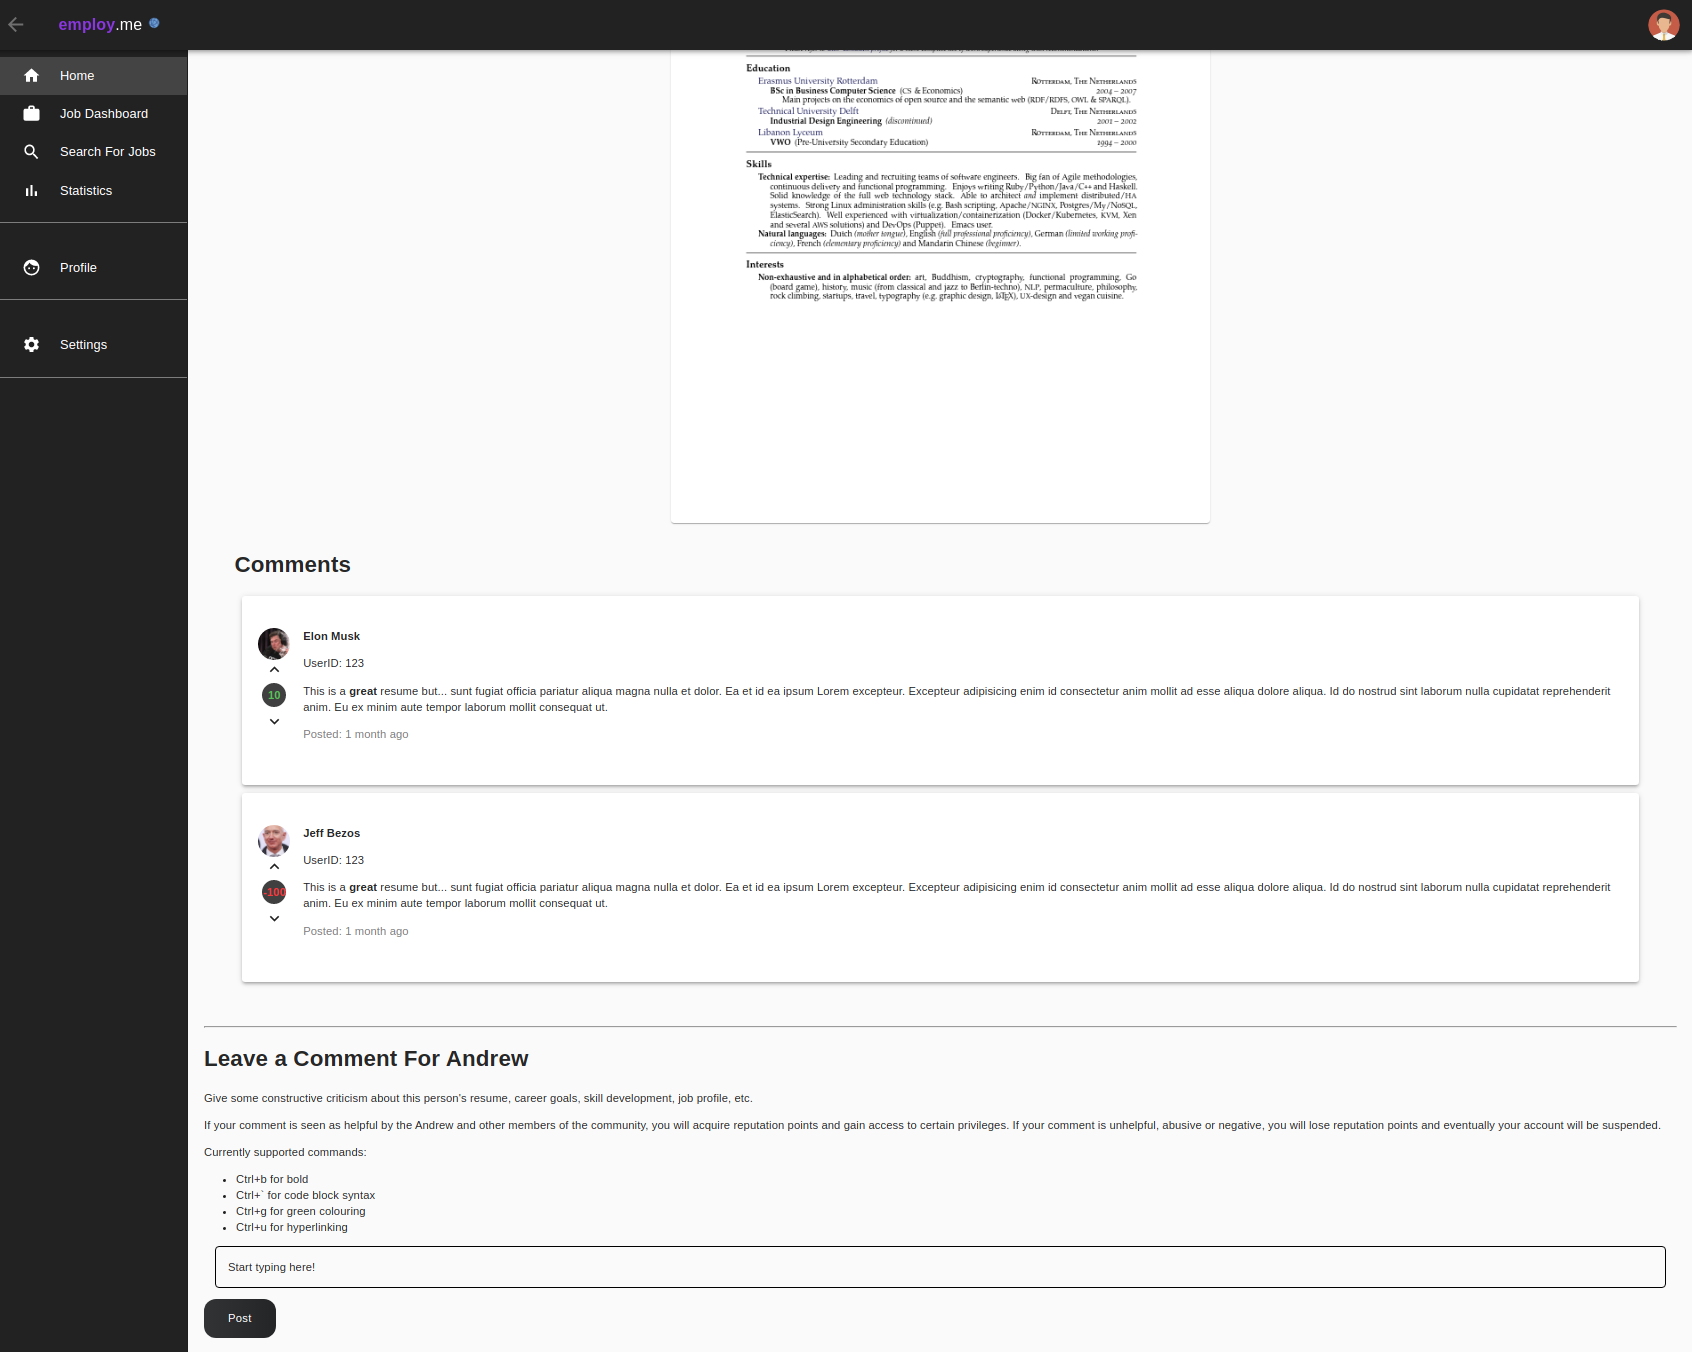 employ.me
Home
Job Dashboard
Search For Jobs
Statistics
Profile
Settings
Education
Erasmus University Rotterdam Rotterdam, The Netherlands
BSc in Business Computer Science (CS & Economics) 2004 – 2007
Main projects on the economics of open source and the semantic web (RDF/RDFS, OWL & SPARQL).
Technical University Delft Delft, The Netherlands
Industrial Design Engineering (discontinued) 2001 – 2002
Libanon Lyceum Rotterdam, The Netherlands
VWO (Pre-University Secondary Education) 1994 – 2000
Skills
Technical expertise: Leading and recruiting teams of software engineers. Big fan of Agile methodologies,
continuous delivery and functional programming. Enjoys writing Ruby/Python/Java/C++ and Haskell.
Solid knowledge of the full web technology stack. Able to architect and implement distributed/HA
systems. Strong Linux administration skills (e.g. Bash scripting, Apache/NGINX, Postgres/My/NoSQL,
ElasticSearch). Well experienced with virtualization/containerization (Docker/Kubernetes, KVM, Xen
and several AWS solutions) and DevOps (Puppet). Emacs user.
Natural languages: Dutch (mother tongue), English (full professional proficiency), German (limited working profi-
ciency), French (elementary proficiency) and Mandarin Chinese (beginner).
Interests
Non-exhaustive and in alphabetical order: art, Buddhism, cryptography, functional programming, Go
(board game), history, music (from classical and jazz to Berlin-techno), NLP, permaculture, philosophy,
rock climbing, startups, travel, typography (e.g. graphic design, LaTeX), UX-design and vegan cuisine.
Comments
Elon Musk
UserID: 123
10
This is a great resume but... sunt fugiat officia pariatur aliqua magna nulla et dolor. Ea et id ea ipsum Lorem excepteur. Excepteur adipisicing enim id consectetur anim mollit ad esse aliqua dolore aliqua. Id do nostrud sint laborum nulla cupidatat reprehenderit
anim. Eu ex minim aute tempor laborum mollit consequat ut.
Posted: 1 month ago
Jeff Bezos
UserID: 123
-100
This is a great resume but... sunt fugiat officia pariatur aliqua magna nulla et dolor. Ea et id ea ipsum Lorem excepteur. Excepteur adipisicing enim id consectetur anim mollit ad esse aliqua dolore aliqua. Id do nostrud sint laborum nulla cupidatat reprehenderit
anim. Eu ex minim aute tempor laborum mollit consequat ut.
Posted: 1 month ago
Leave a Comment For Andrew
Give some constructive criticism about this person's resume, career goals, skill development, job profile, etc.
If your comment is seen as helpful by the Andrew and other members of the community, you will acquire reputation points and gain access to certain privileges. If your comment is unhelpful, abusive or negative, you will lose reputation points and eventually your account will be suspended.
Currently supported commands:
• Ctrl+b for bold
• Ctrl+` for code block syntax
• Ctrl+g for green colouring
• Ctrl+u for hyperlinking
Start typing here!
Post